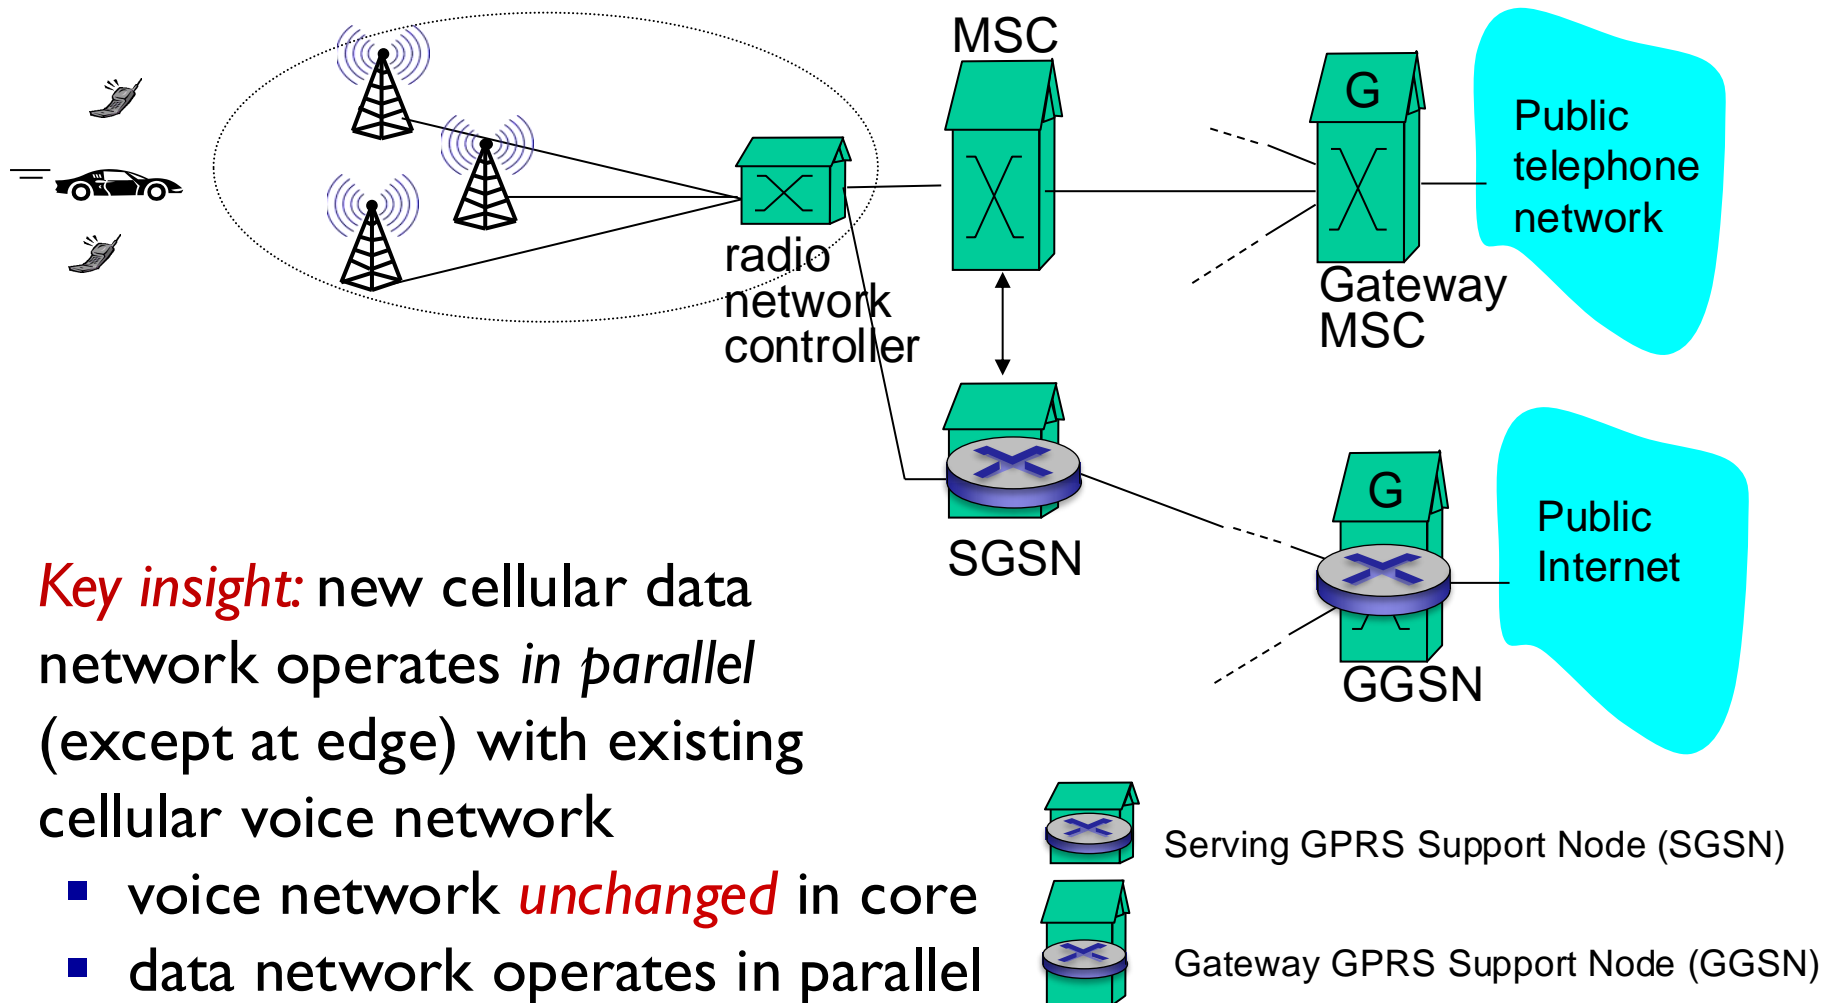 MSC
G
Public
telephone
network
radio
network
controller
Gateway
MSC
G
Public
Internet
SGSN
GGSN
Key insight: new cellular data
network operates in parallel
(except at edge) with existing
cellular voice network
voice network unchanged in core
data network operates in parallel
Serving GPRS Support Node (SGSN)
Gateway GPRS Support Node (GGSN)